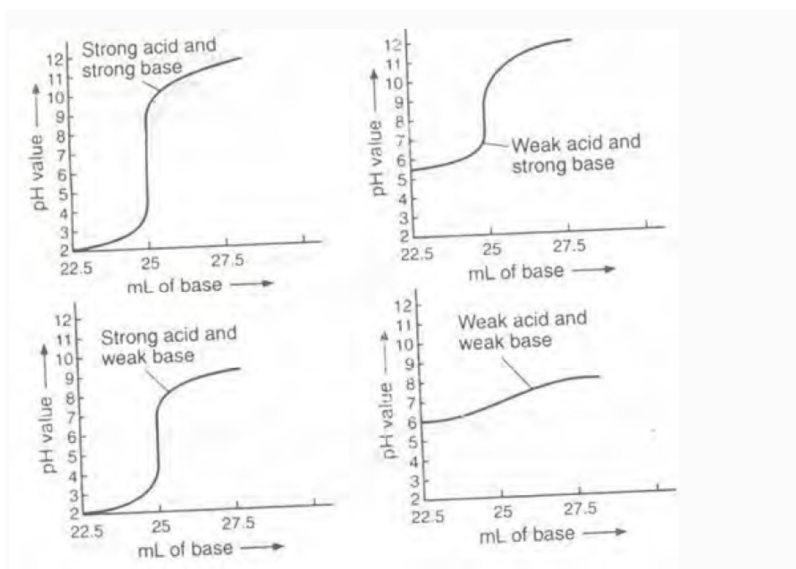 Strong acid and
strong base
12
11
10
9
8
7
6
5
4
3
2
pH value
22.5 25 27.5
mL of base
12
11
10
9
8
7
6
5
4
3
2
pH value
Weak acid and
strong base
22.5 25 27.5
mL of base
Strong acid and
weak base
12
11
10
9
8
7
6
5
4
3
2
pH value
22.5 25 27.5
mL of base
Weak acid and
weak base
12
11
10
9
8
7
6
5
4
3
2
pH value
22.5 25 27.5
mL of base